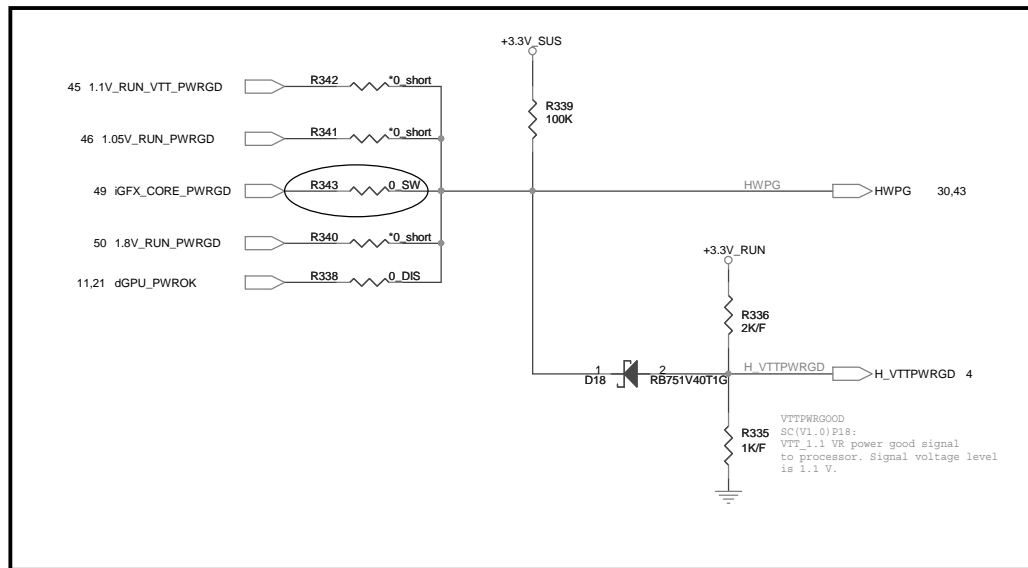 +3.3V_SUS
45 1.1V_RUN_VTT_PWRGD R342 *0_short
R339
100K
46 1.05V_RUN_PWRGD R341 *0_short
49 iGFX_CORE_PWRGD R343 0_SW HWPG HWPG 30,43
50 1.8V_RUN_PWRGD R340 *0_short
+3.3V_RUN
11,21 dGPU_PWROK R338 0_DIS
R336
2K/F
1 2 H_VTTPWRGD H_VTTPWRGD 4
D18 RB751V40T1G
R335
1K/F
VTTPWRGOOD
SC(V1.0)P18:
VTT_1.1 VR power good signal
to processor. Signal voltage level
is 1.1 V.